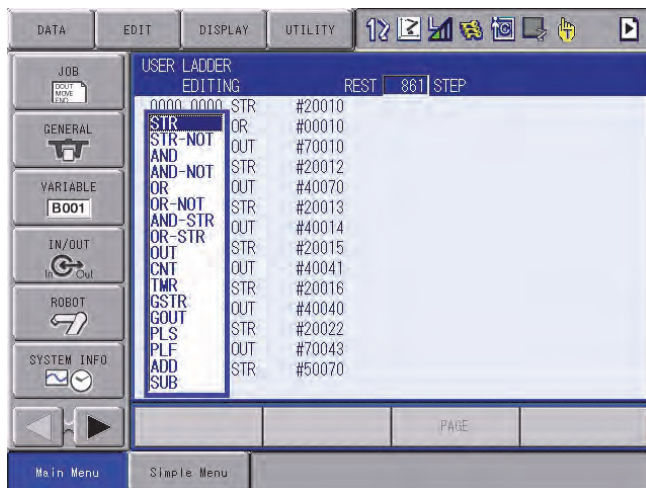 DATA EDIT DISPLAY UTILITY
JOB
DOUT
MOVE
END
GENERAL
VARIABLE
B001
IN/OUT
In Out
ROBOT
SYSTEM INFO
USER LADDER
EDITING REST 861 STEP
0000 0000 STR #20010
OR #00010
OUT #70010
STR #20012
OUT #40070
STR #20013
OUT #40014
STR #20015
OUT #40041
STR #20016
OUT #40040
STR #20022
OUT #70043
STR #50070
STR
STR-NOT
AND
AND-NOT
OR
OR-NOT
AND-STR
OR-STR
OUT
CNT
TMR
GSTR
GOUT
PLS
PLF
ADD
SUB
PAGE
Main Menu Simple Menu